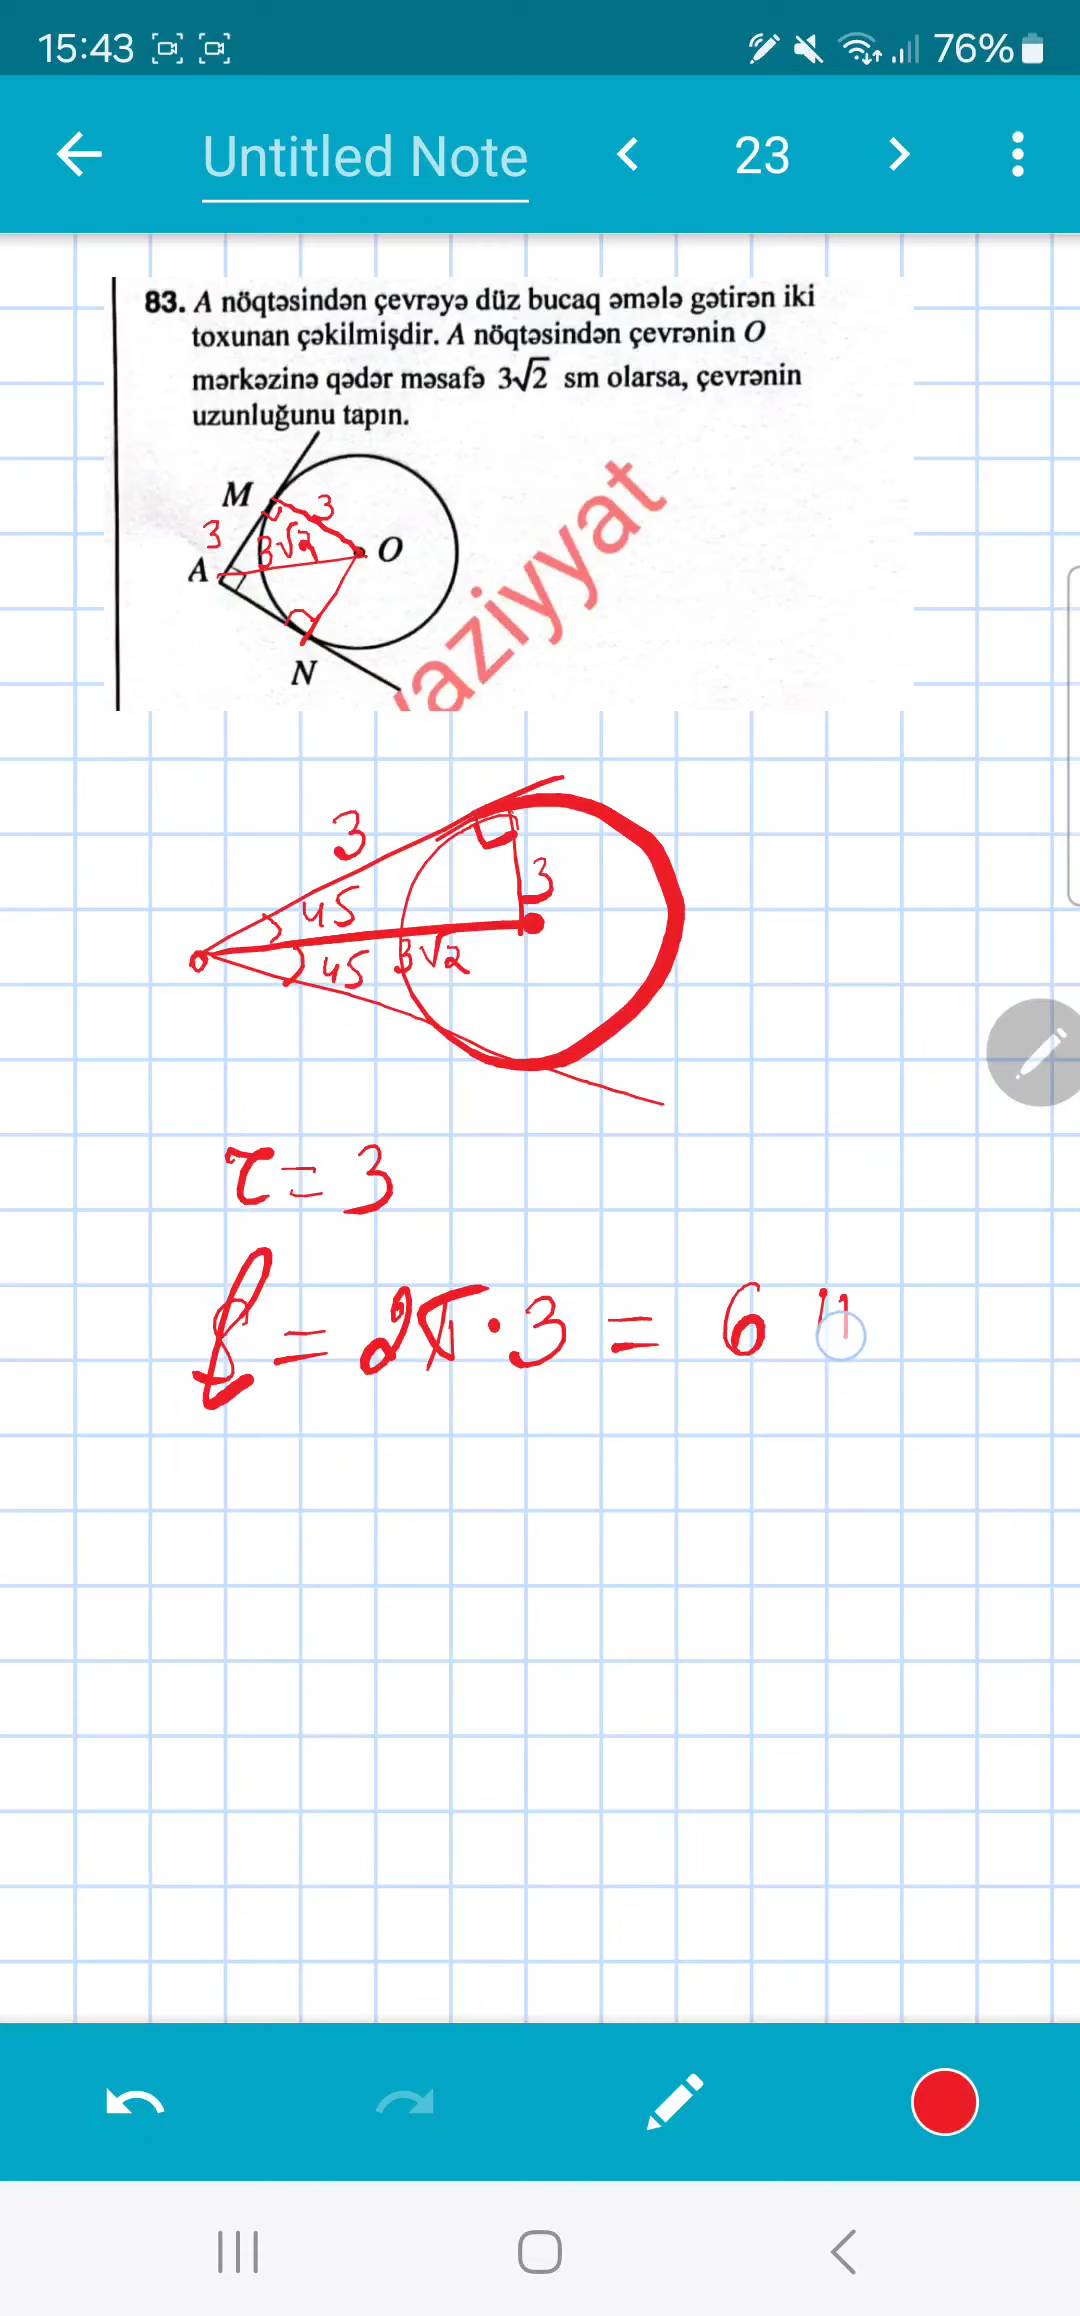 15:43 76%
Untitled Note 23
83. A nöqtəsindən çevrəyə düz bucaq əmələ gətirən iki
toxunan çəkilmişdir. A nöqtəsindən çevrənin O
mərkəzinə qədər məsafə 3√2 sm olarsa, çevrənin
uzunluğunu tapın.
M 3
3 3√2 O
A
N
aziyyat
3
45 3
45 3√2
r = 3
l = 2π · 3 = 6